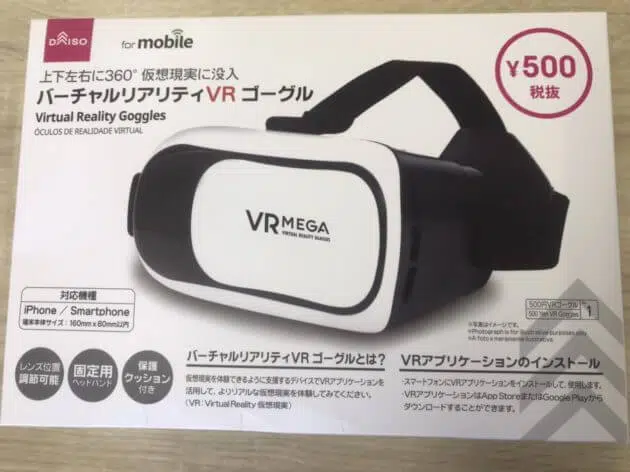 DAISO
for mobile
¥500
税抜
上下左右に360°仮想現実に没入
バーチャルリアリティVR ゴーグル
Virtual Reality Goggles
ÓCULOS DE REALIDADE VIRTUAL
VR MEGA
VIRTUAL REALITY GLASSES
対応機種
iPhone / Smartphone
端末本体サイズ：160mm x 80mm以内
500円VRゴーグル
500 Yen VR Goggles
1
※写真はイメージです。
※Photograph is for illustrative purposes only.
※A foto é meramente ilustrativa.
レンズ位置
調節可能
固定用
ヘッドバンド
保護
クッション
付き
バーチャルリアリティVR ゴーグルとは？
仮想現実を体験できるように支援するデバイスでVRアプリケーションを
活用して、よりリアルな仮想現実を体験してみてください。
（VR：Virtual Reality 仮想現実）
VRアプリケーションのインストール
・スマートフォンにVRアプリケーションをインストールして、使用します。
・VRアプリケーションはApp StoreまたはGoogle Playから
ダウンロードすることができます。